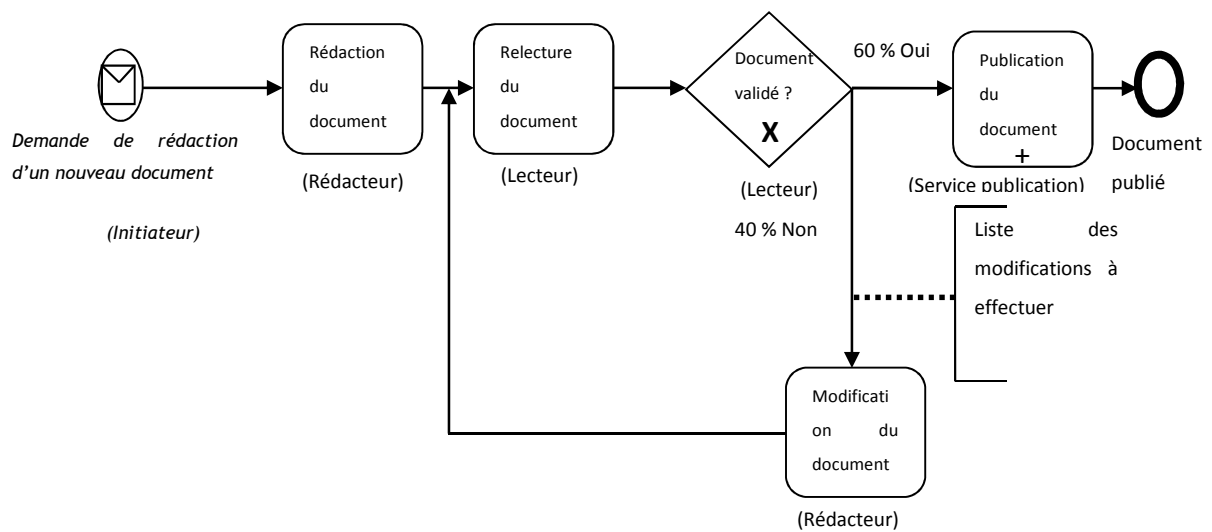 Demande de rédaction
d'un nouveau document
(Initiateur)
Rédaction
du
document
(Rédacteur)
Relecture
du
document
(Lecteur)
Document
validé ?
X
(Lecteur)
40 % Non
60 % Oui
Publication
du
document
+
(Service publication)
Document
publié
Liste des
modifications à
effectuer
Modificati
on du
document
(Rédacteur)